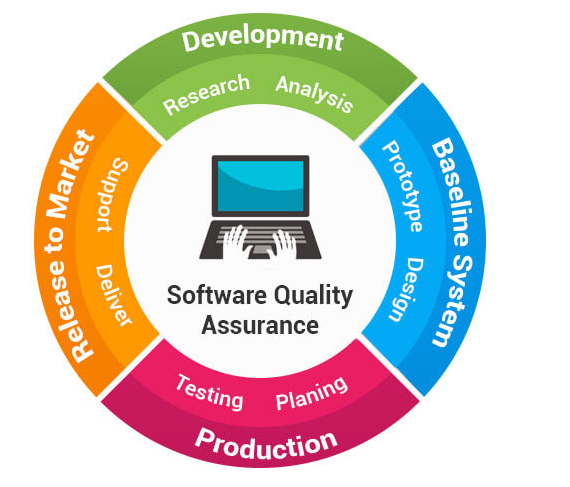 Development
Research Analysis
Baseline System
Prototype Design
Production
Testing Planing
Release to Market
Support Deliver
Software Quality
Assurance